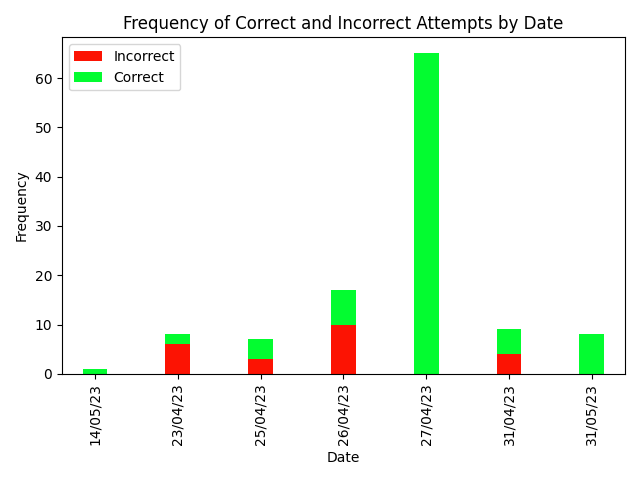 Frequency of Correct and Incorrect Attempts by Date
Incorrect
Correct
Frequency
60
50
40
30
20
10
0
14/05/23
23/04/23
25/04/23
26/04/23
27/04/23
31/04/23
31/05/23
Date